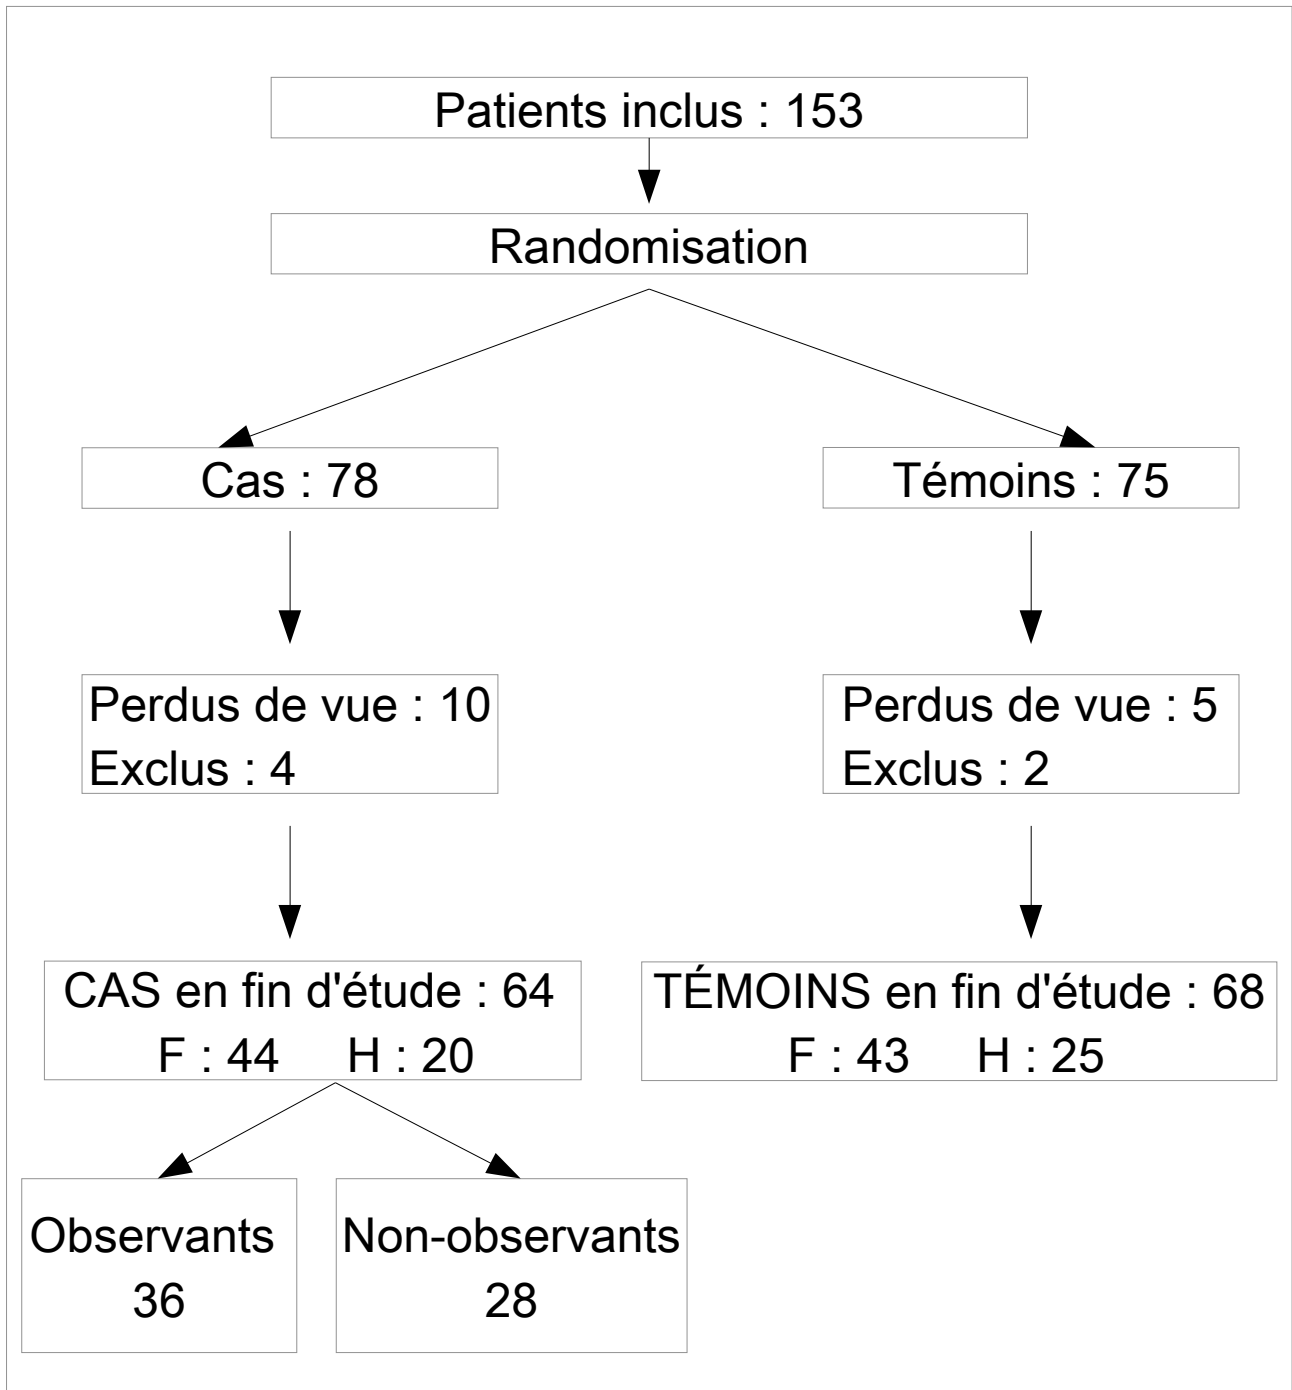 Patients inclus : 153
Randomisation
Cas : 78
Témoins : 75
Perdus de vue : 10
Exclus : 4
Perdus de vue : 5
Exclus : 2
CAS en fin d'étude : 64
F : 44 H : 20
TÉMOINS en fin d'étude : 68
F : 43 H : 25
Observants
36
Non-observants
28